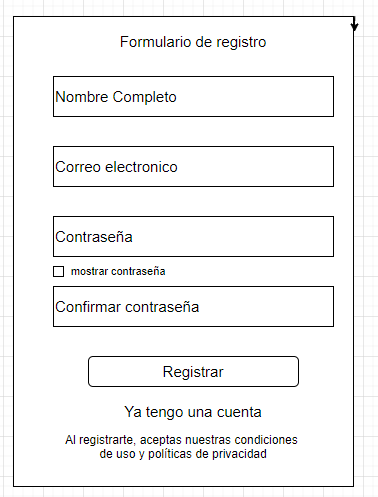 Formulario de registro
Nombre Completo
Correo electronico
Contraseña
mostrar contraseña
Confirmar contraseña
Registrar
Ya tengo una cuenta
Al registrarte, aceptas nuestras condiciones
de uso y políticas de privacidad